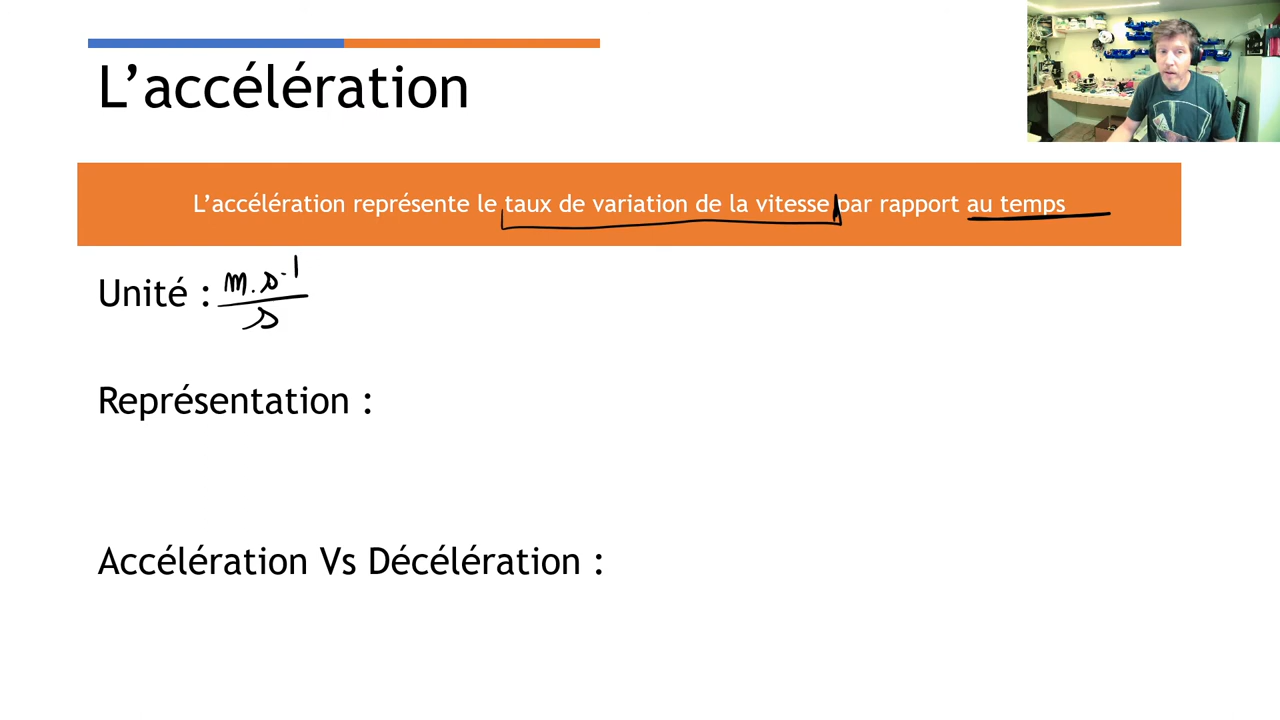 L’accélération
L’accélération représente le taux de variation de la vitesse par rapport au temps
Unité : m.s-1
s
Représentation :
Accélération Vs Décélération :